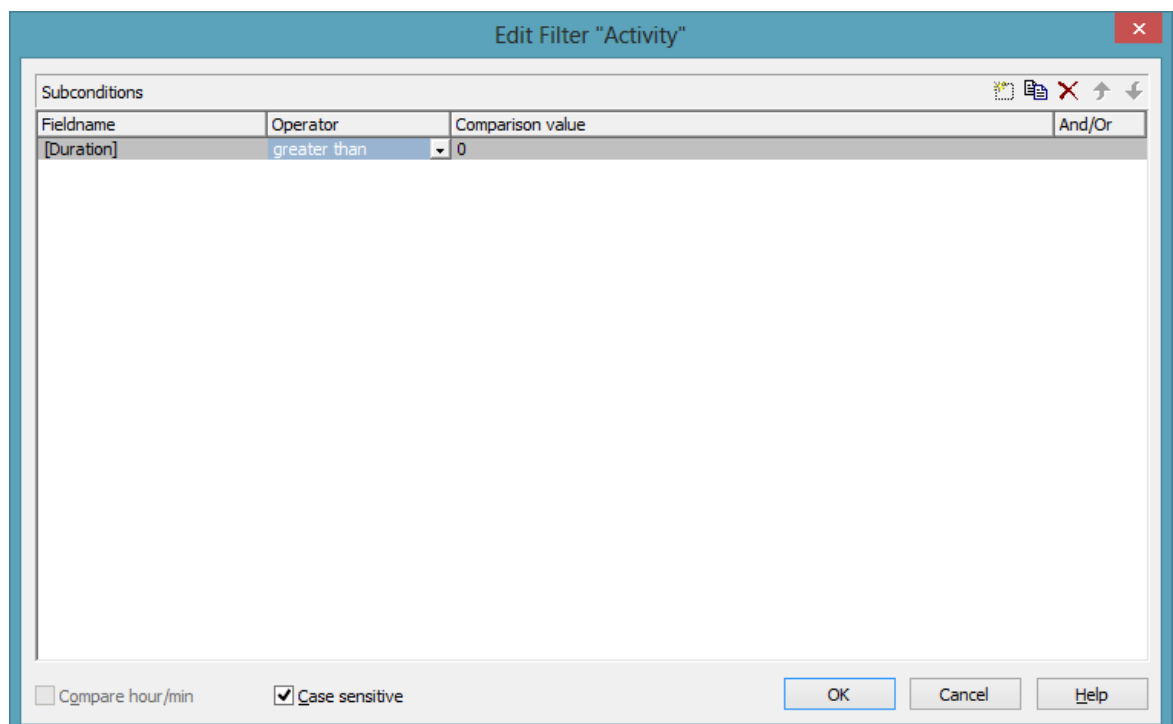 Edit Filter "Activity"
Subconditions
Fieldname Operator Comparison value And/Or
[Duration] greater than 0
Compare hour/min Case sensitive OK Cancel Help